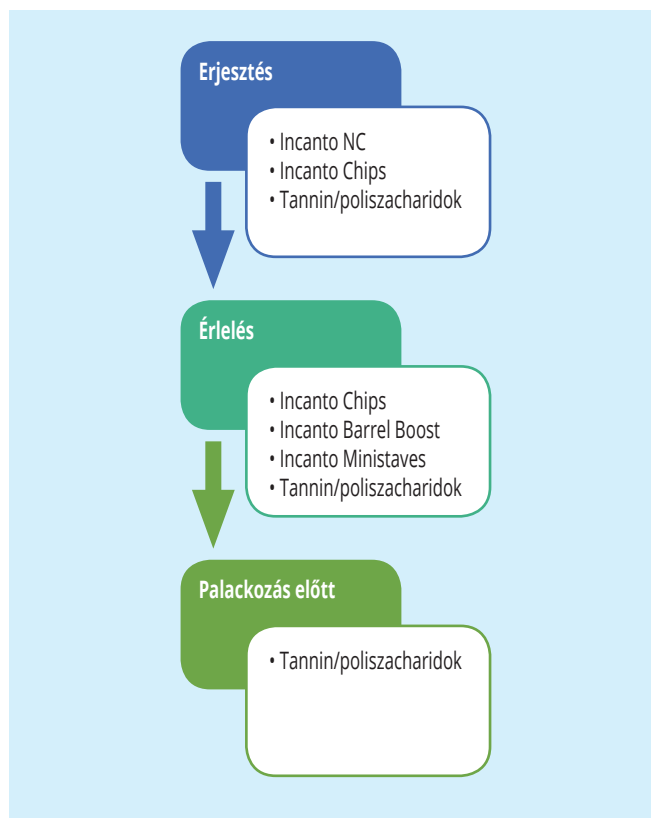 Erjesztés
• Incanto NC
• Incanto Chips
• Tannin/poliszacharidok
Érlelés
• Incanto Chips
• Incanto Barrel Boost
• Incanto Ministaves
• Tannin/poliszacharidok
Palackozás előtt
• Tannin/poliszacharidok